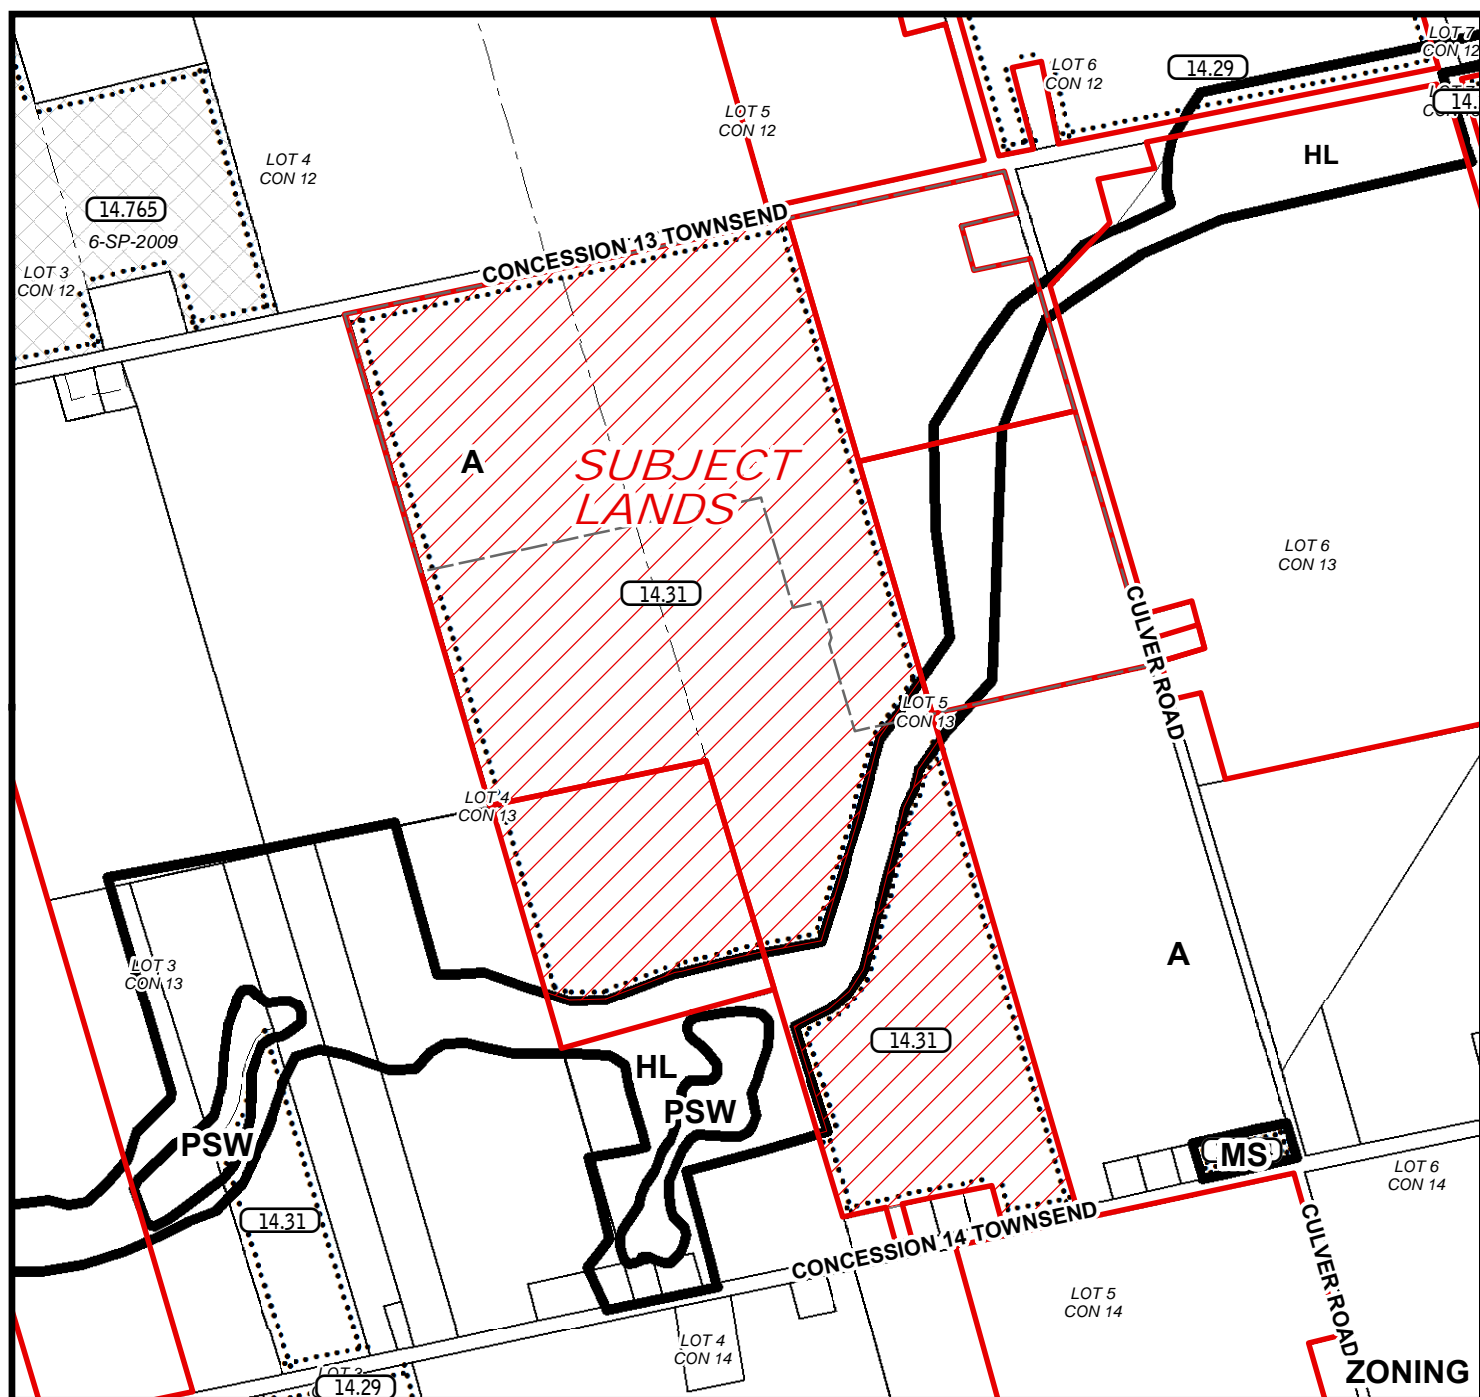 LOT 7
CON 12
14.29
LOT 6
CON 12
LOT 5
CON 12
HL
LOT 4
CON 12
14.765
6-SP-2009
LOT 3
CON 12
CONCESSION 13 TOWNSEND
A
SUBJECT
LANDS
14.31
LOT 6
CON 13
CULVER ROAD
LOT 5
CON 13
LOT 4
CON 13
LOT 3
CON 13
A
14.31
HL
PSW
PSW
MS
LOT 6
CON 14
14.31
CONCESSION 14 TOWNSEND
CULVER ROAD
LOT 5
CON 14
LOT 4
CON 14
LOT 3
14.29
ZONING